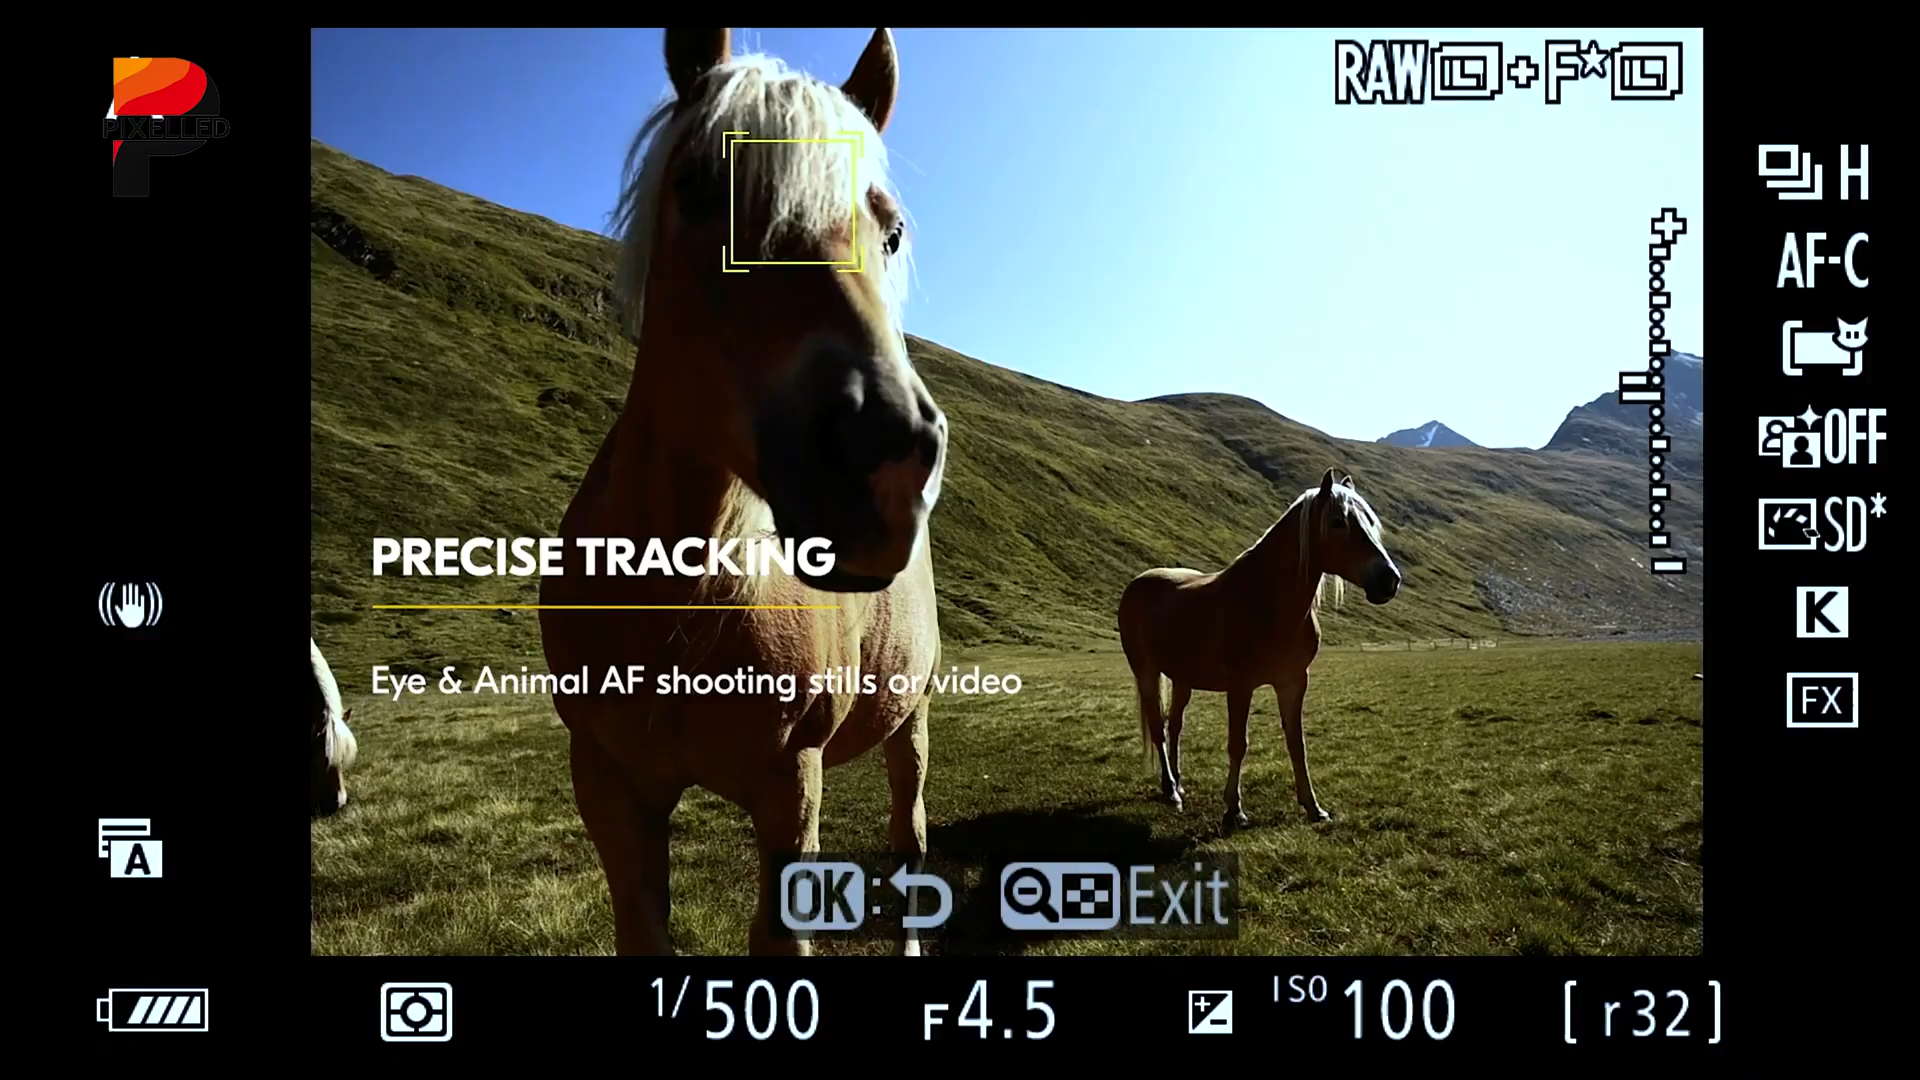 PIXELLED
RAW L + F★ L
H
AF-C
OFF
SD*
K
FX
PRECISE TRACKING
Eye & Animal AF shooting stills or video
OK: Exit
A
1/500 F4.5 ISO 100 [ r32 ]